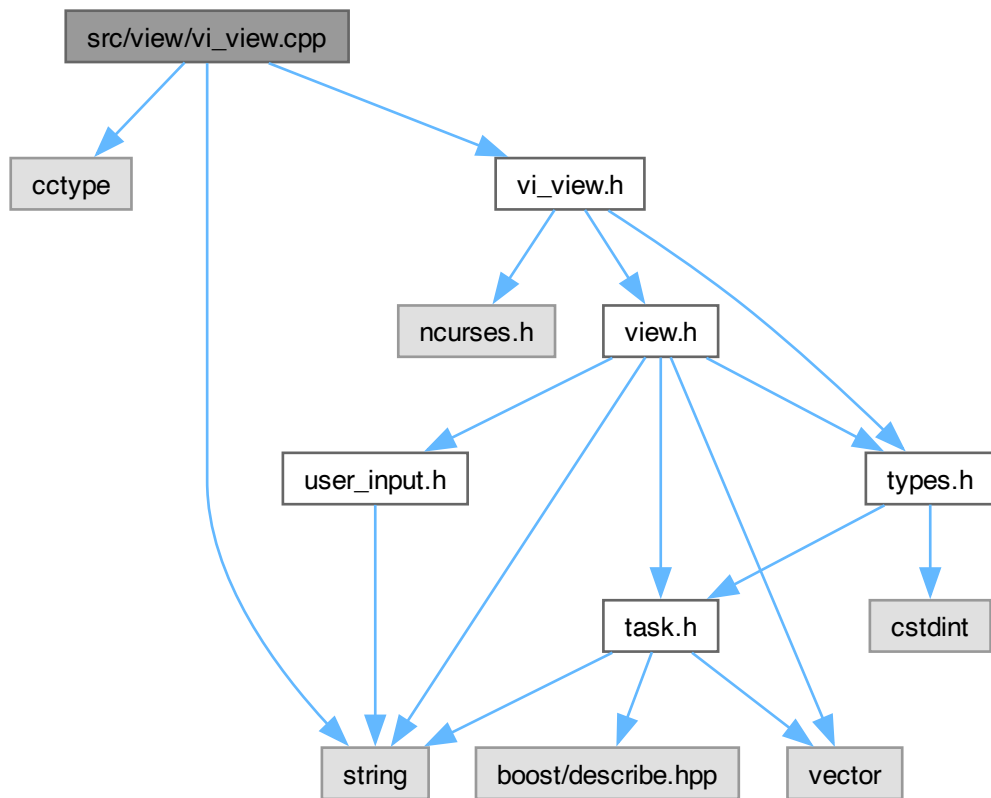 src/view/vi_view.cpp
cctype
vi_view.h
ncurses.h
view.h
user_input.h
types.h
task.h
cstdint
string
boost/describe.hpp
vector